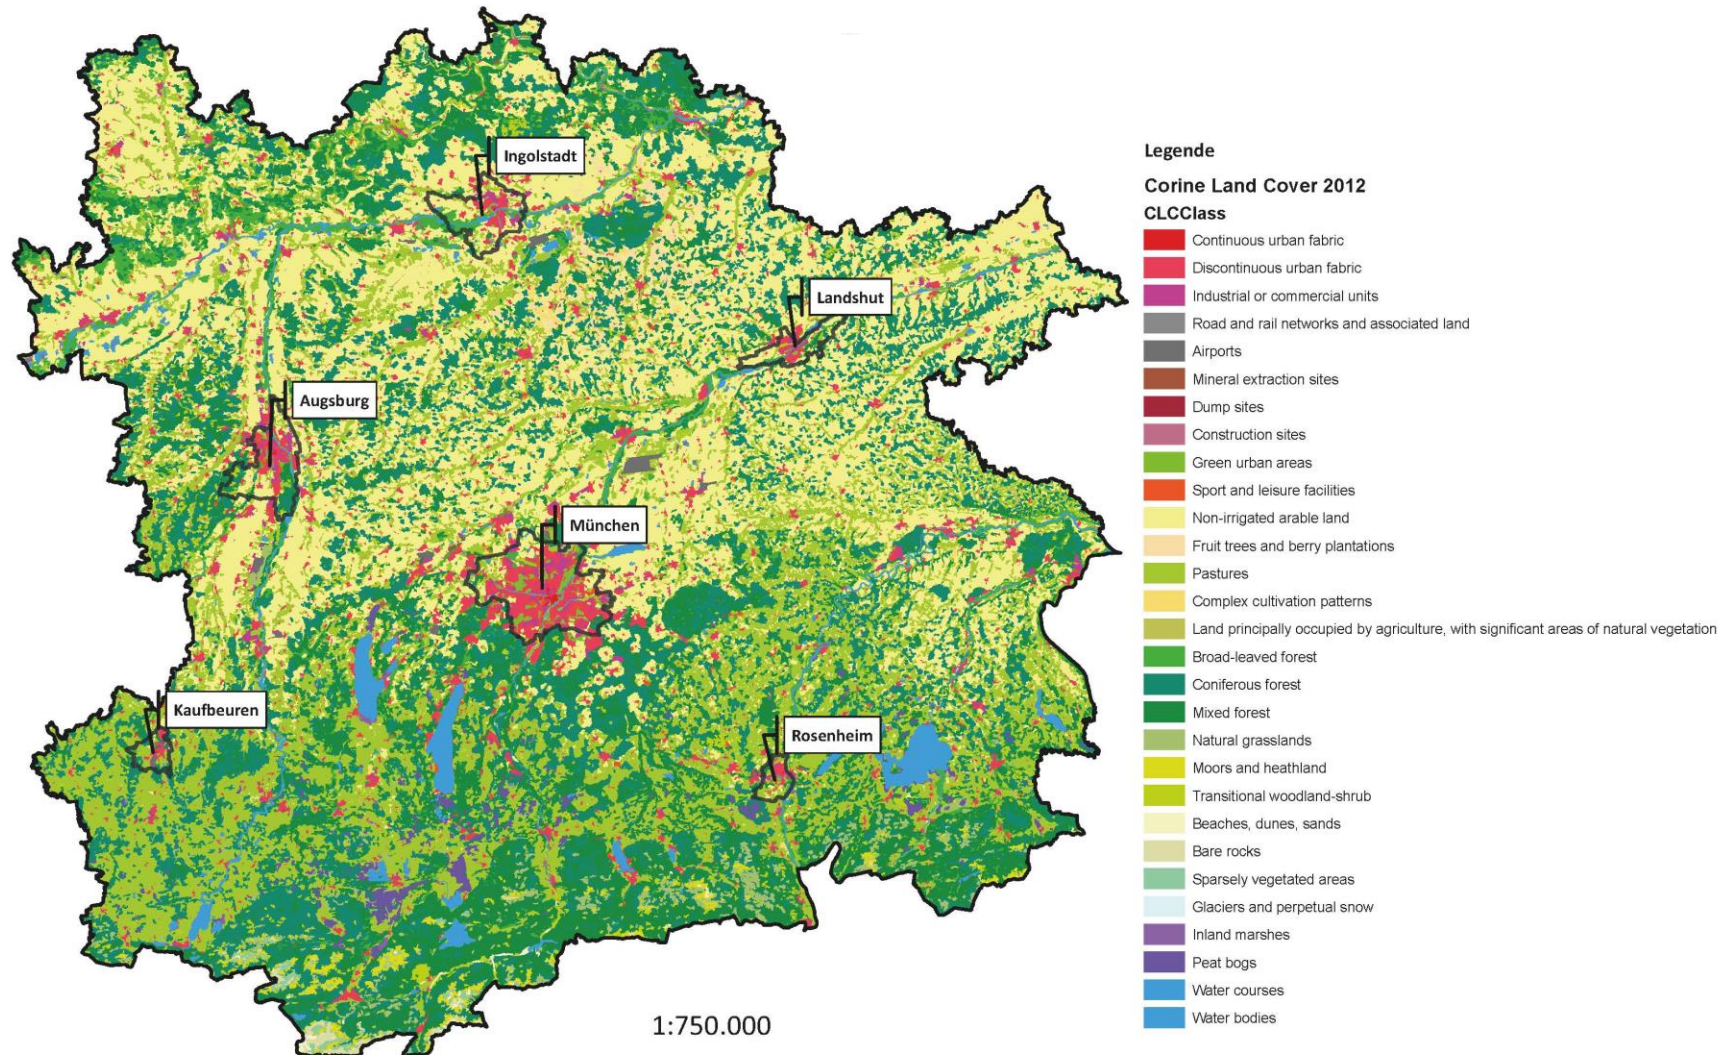 Ingolstadt
Landshut
Augsburg
München
Kaufbeuren
Rosenheim
1:750.000
Legende
Corine Land Cover 2012
CLCClass
Continuous urban fabric
Discontinuous urban fabric
Industrial or commercial units
Road and rail networks and associated land
Airports
Mineral extraction sites
Dump sites
Construction sites
Green urban areas
Sport and leisure facilities
Non-irrigated arable land
Fruit trees and berry plantations
Pastures
Complex cultivation patterns
Land principally occupied by agriculture, with significant areas of natural vegetation
Broad-leaved forest
Coniferous forest
Mixed forest
Natural grasslands
Moors and heathland
Transitional woodland-shrub
Beaches, dunes, sands
Bare rocks
Sparsely vegetated areas
Glaciers and perpetual snow
Inland marshes
Peat bogs
Water courses
Water bodies